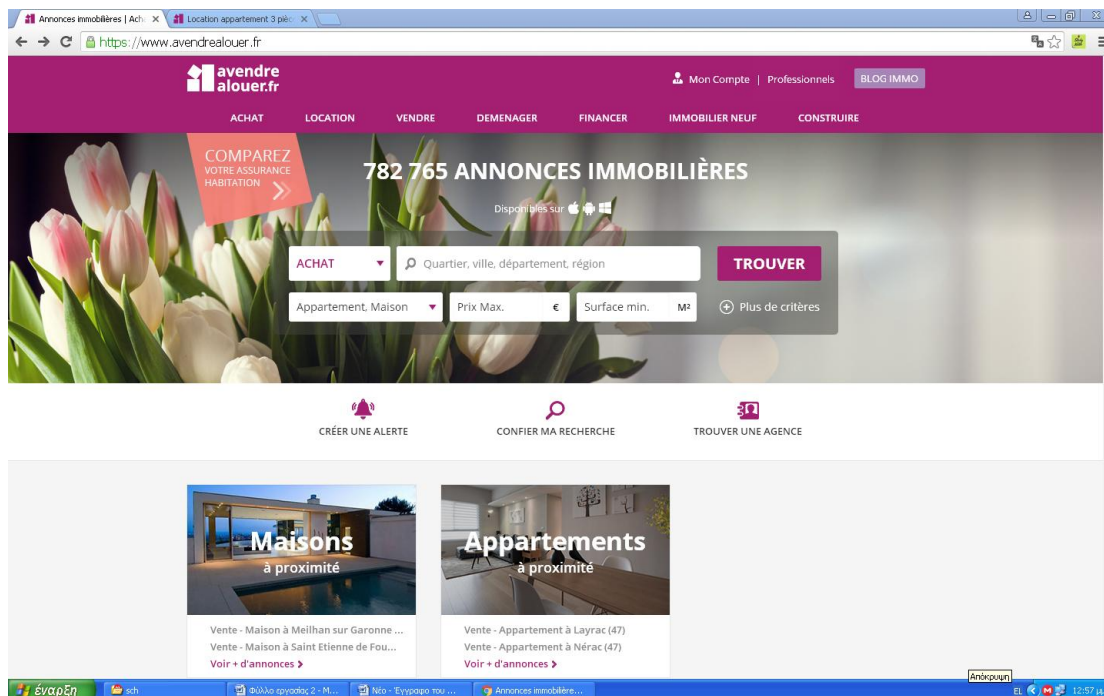 Annonces immobilières | Ach
Location appartement 3 pièc
https://www.avendrealouer.fr
avendre
alouer.fr
Mon Compte | Professionnels
BLOG IMMO
ACHAT LOCATION VENDRE DEMENAGER FINANCER IMMOBILIER NEUF CONSTRUIRE
COMPAREZ
VOTRE ASSURANCE
HABITATION
782 765 ANNONCES IMMOBILIÈRES
Disponibles sur
ACHAT
Quartier, ville, département, région
TROUVER
Appartement, Maison
Prix Max. €
Surface min. M²
Plus de critères
CRÉER UNE ALERTE
CONFIER MA RECHERCHE
TROUVER UNE AGENCE
Maisons
à proximité
Vente - Maison à Meilhan sur Garonne ...
Vente - Maison à Saint Etienne de Fou...
Voir + d'annonces
Appartements
à proximité
Vente - Appartement à Layrac (47)
Vente - Appartement à Nérac (47)
Voir + d'annonces
Απόκρυψη
έναρξη
sch
Φύλλο εργασίας 2 - M...
Νέο - Έγγραφο του ...
Annonces immobilière...
EL
12:57 μμ